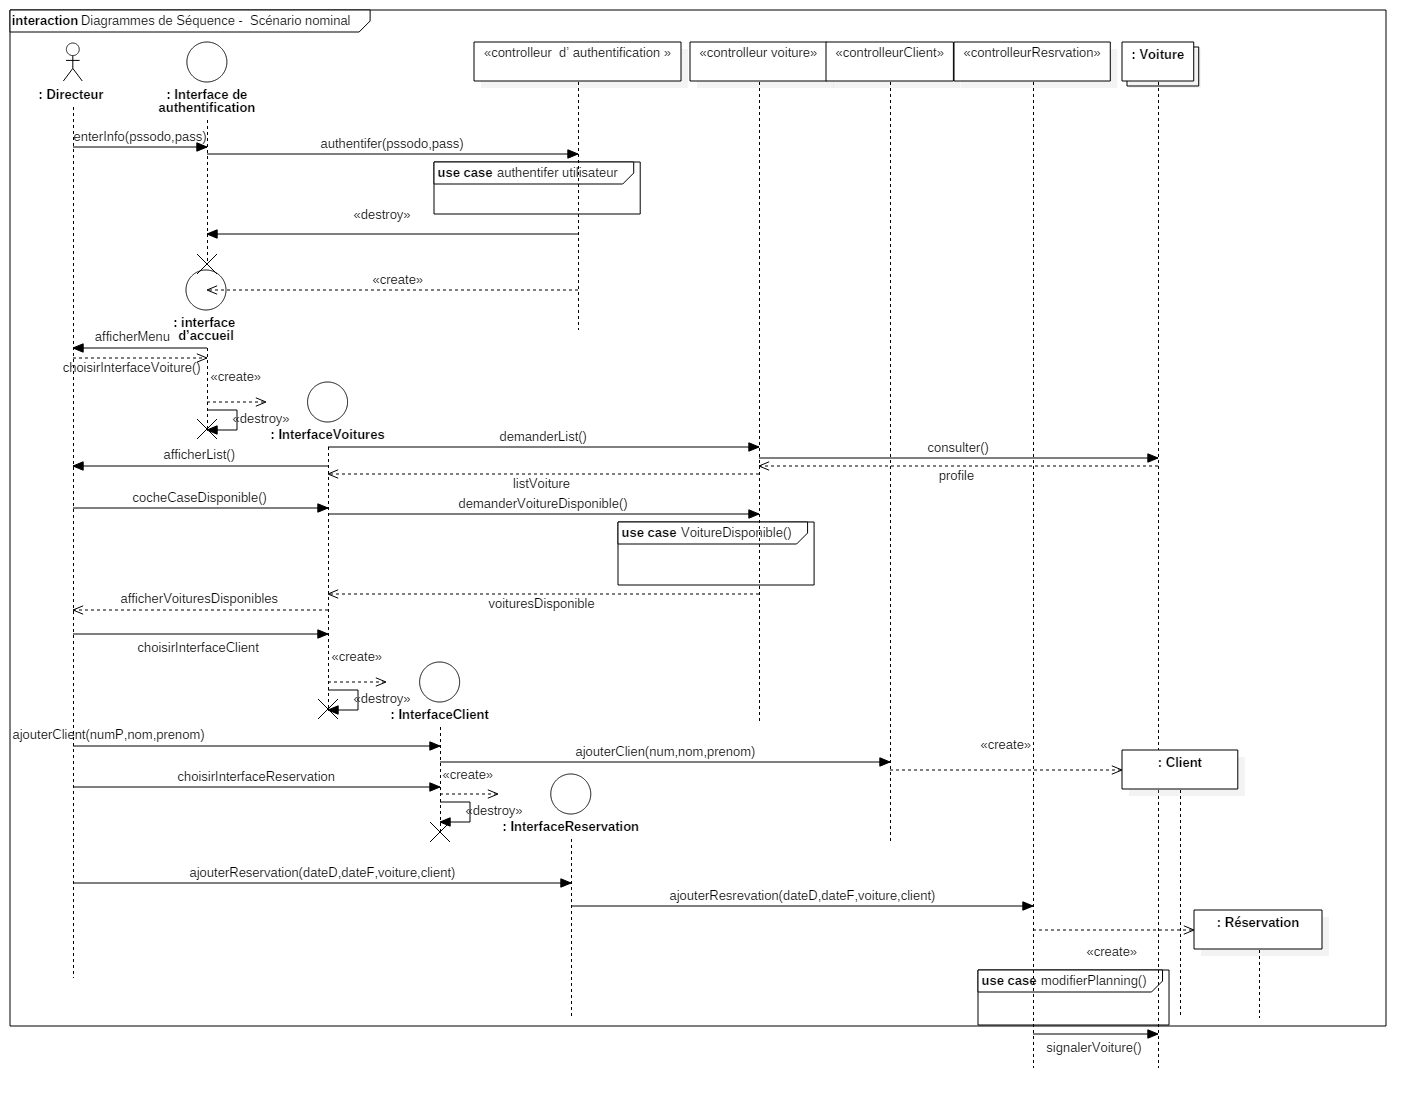 interaction Diagrammes de Séquence -  Scénario nominal
«controlleur  d’ authentification »
«controlleur voiture»
«controlleurClient»
«controlleurResrvation»
: Voiture
: Directeur
: Interface de
authentification
enterInfo(pssodo,pass)
authentifer(pssodo,pass)
use case authentifer utilisateur
«destroy»
«create»
: interface
d’accueil
afficherMenu
choisirInterfaceVoiture()
«create»
«destroy»
: InterfaceVoitures
demanderList()
consulter()
afficherList()
listVoiture
profile
cocheCaseDisponible()
demanderVoitureDisponible()
use case VoitureDisponible()
afficherVoituresDisponibles
voituresDisponible
choisirInterfaceClient
«create»
«destroy»
: InterfaceClient
ajouterClient(numP,nom,prenom)
ajouterClien(num,nom,prenom)
«create»
: Client
choisirInterfaceReservation
«create»
«destroy»
: InterfaceReservation
ajouterReservation(dateD,dateF,voiture,client)
ajouterResrevation(dateD,dateF,voiture,client)
: Réservation
«create»
use case modifierPlanning()
signalerVoiture()